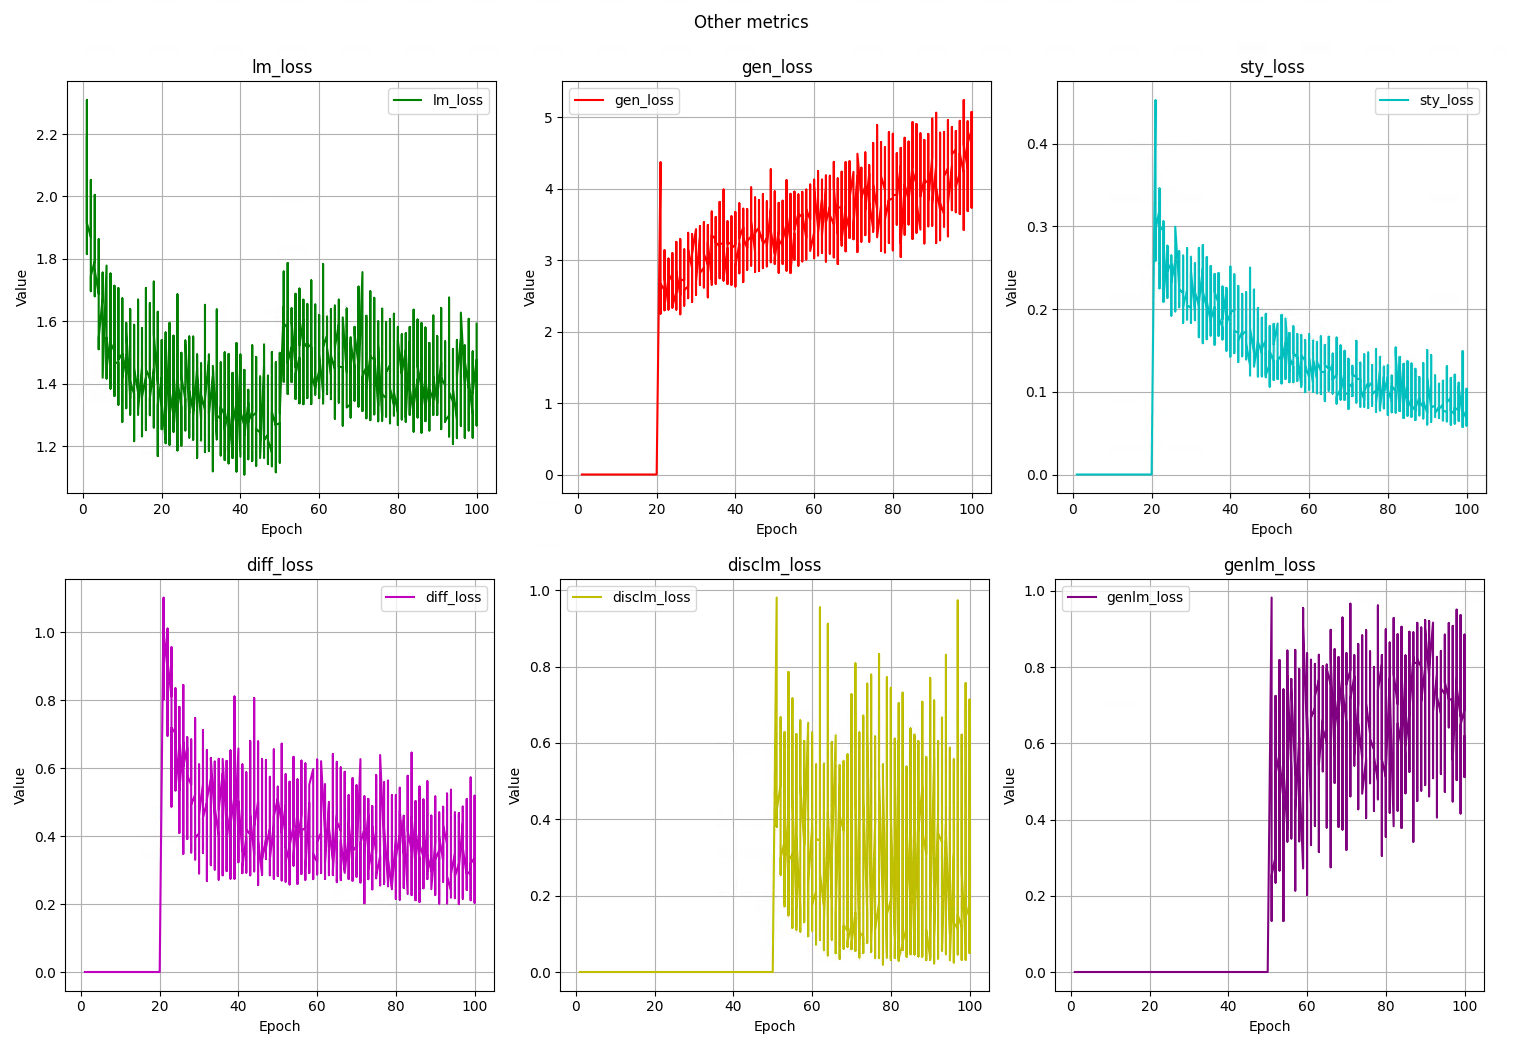 Other metrics
lm_loss
gen_loss
sty_loss
lm_loss
gen_loss
sty_loss
2.2
2.0
1.8
1.6
1.4
1.2
Value
0
20
40
60
80
100
Epoch
5
4
3
2
1
0
Value
0
20
40
60
80
100
Epoch
0.4
0.3
0.2
0.1
0.0
Value
0
20
40
60
80
100
Epoch
diff_loss
disclm_loss
genlm_loss
diff_loss
disclm_loss
genlm_loss
1.0
0.8
0.6
0.4
0.2
0.0
Value
0
20
40
60
80
100
Epoch
1.0
0.8
0.6
0.4
0.2
0.0
Value
0
20
40
60
80
100
Epoch
1.0
0.8
0.6
0.4
0.2
0.0
Value
0
20
40
60
80
100
Epoch